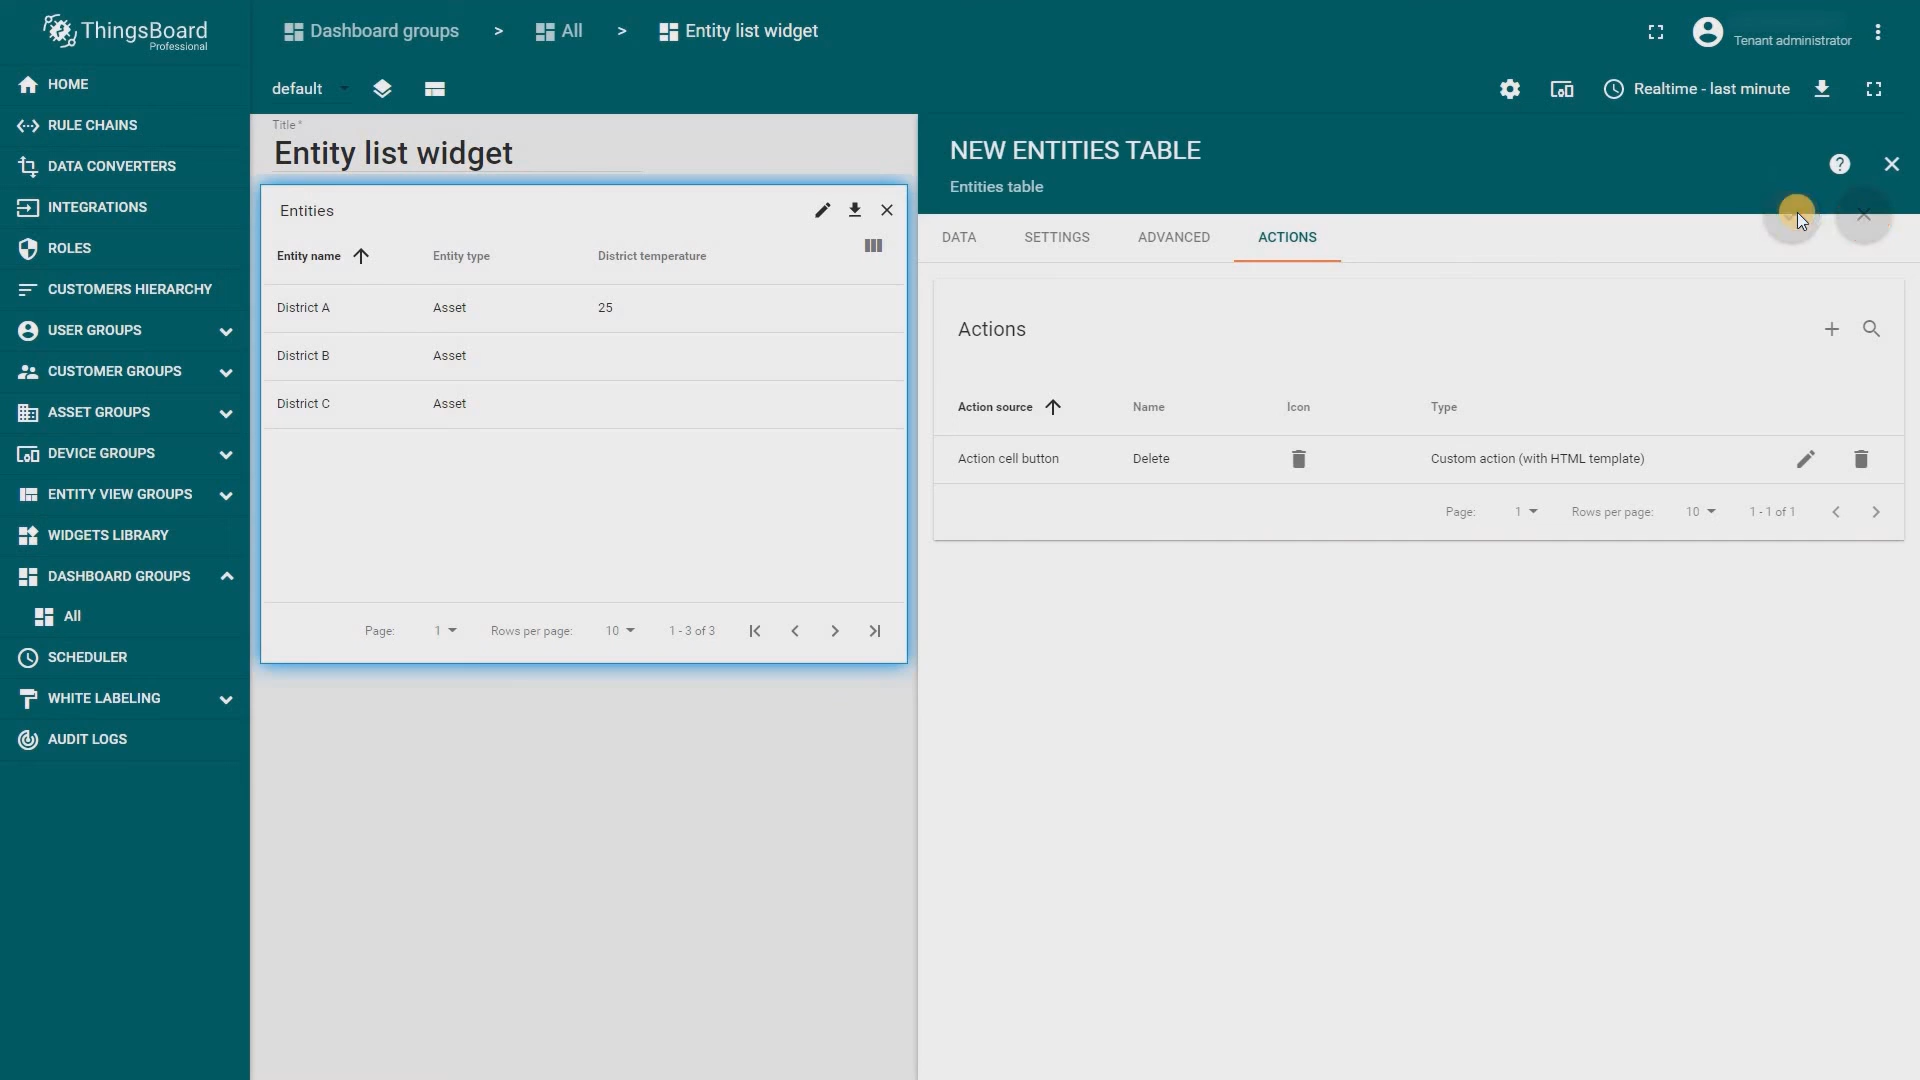 ThingsBoard
Professional
HOME
RULE CHAINS
DATA CONVERTERS
INTEGRATIONS
ROLES
CUSTOMERS HIERARCHY
USER GROUPS
CUSTOMER GROUPS
ASSET GROUPS
DEVICE GROUPS
ENTITY VIEW GROUPS
WIDGETS LIBRARY
DASHBOARD GROUPS
All
SCHEDULER
WHITE LABELING
AUDIT LOGS
Dashboard groups > All > Entity list widget
Tenant administrator
default
Realtime - last minute
Title *
Entity list widget
Entities
Entity name Entity type District temperature
District A Asset 25
District B Asset
District C Asset
Page: 1 Rows per page: 10 1 - 3 of 3
NEW ENTITIES TABLE
Entities table
DATA SETTINGS ADVANCED ACTIONS
Actions
Action source Name Icon Type
Action cell button Delete Custom action (with HTML template)
Page: 1 Rows per page: 10 1 - 1 of 1